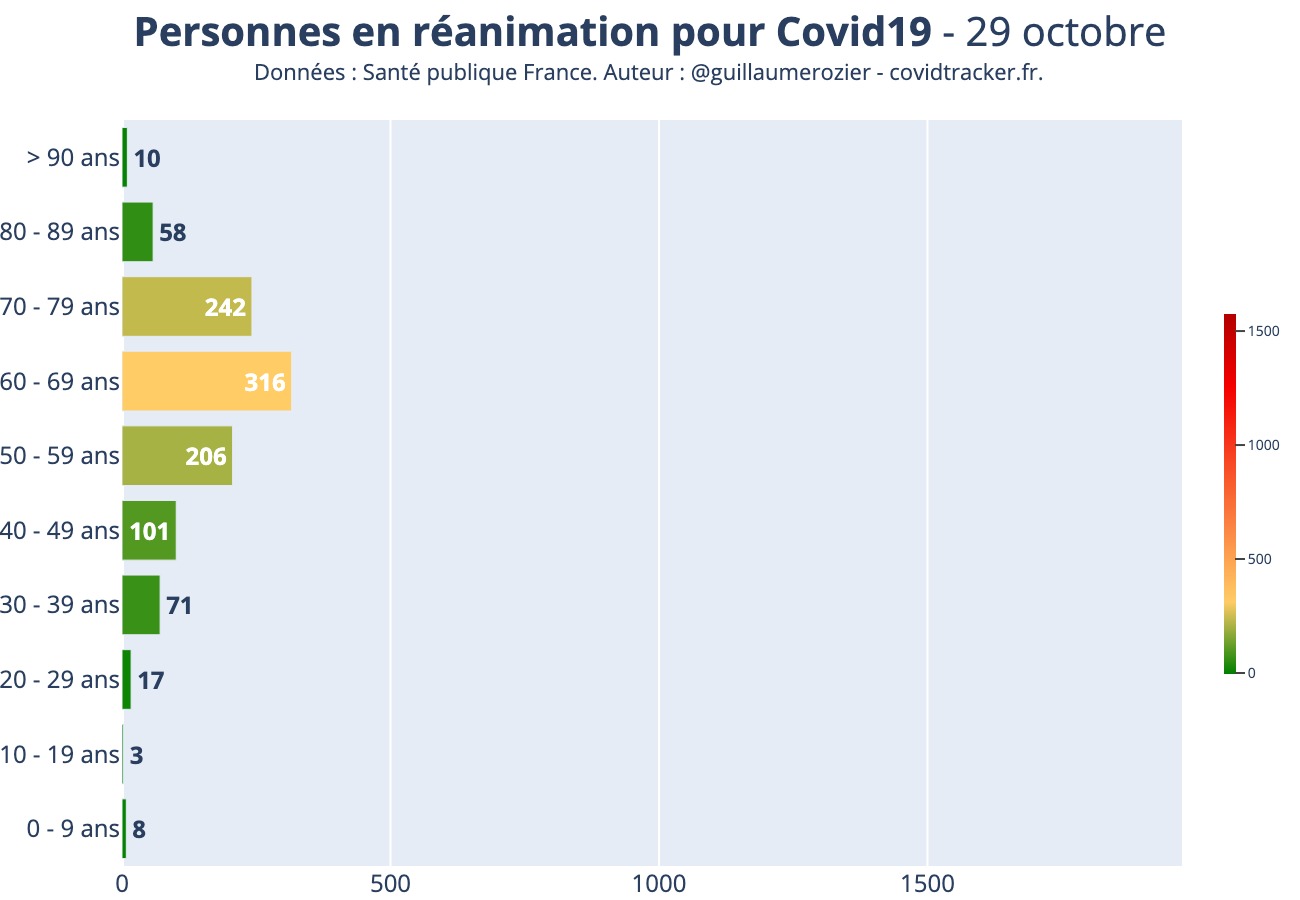 Personnes en réanimation pour Covid19 - 29 octobre
Données : Santé publique France. Auteur : @guillaumerozier - covidtracker.fr.
> 90 ans 10
80 - 89 ans 58
70 - 79 ans 242
60 - 69 ans 316
50 - 59 ans 206
40 - 49 ans 101
30 - 39 ans 71
20 - 29 ans 17
10 - 19 ans 3
0 - 9 ans 8
0 500 1000 1500
1500
1000
500
0